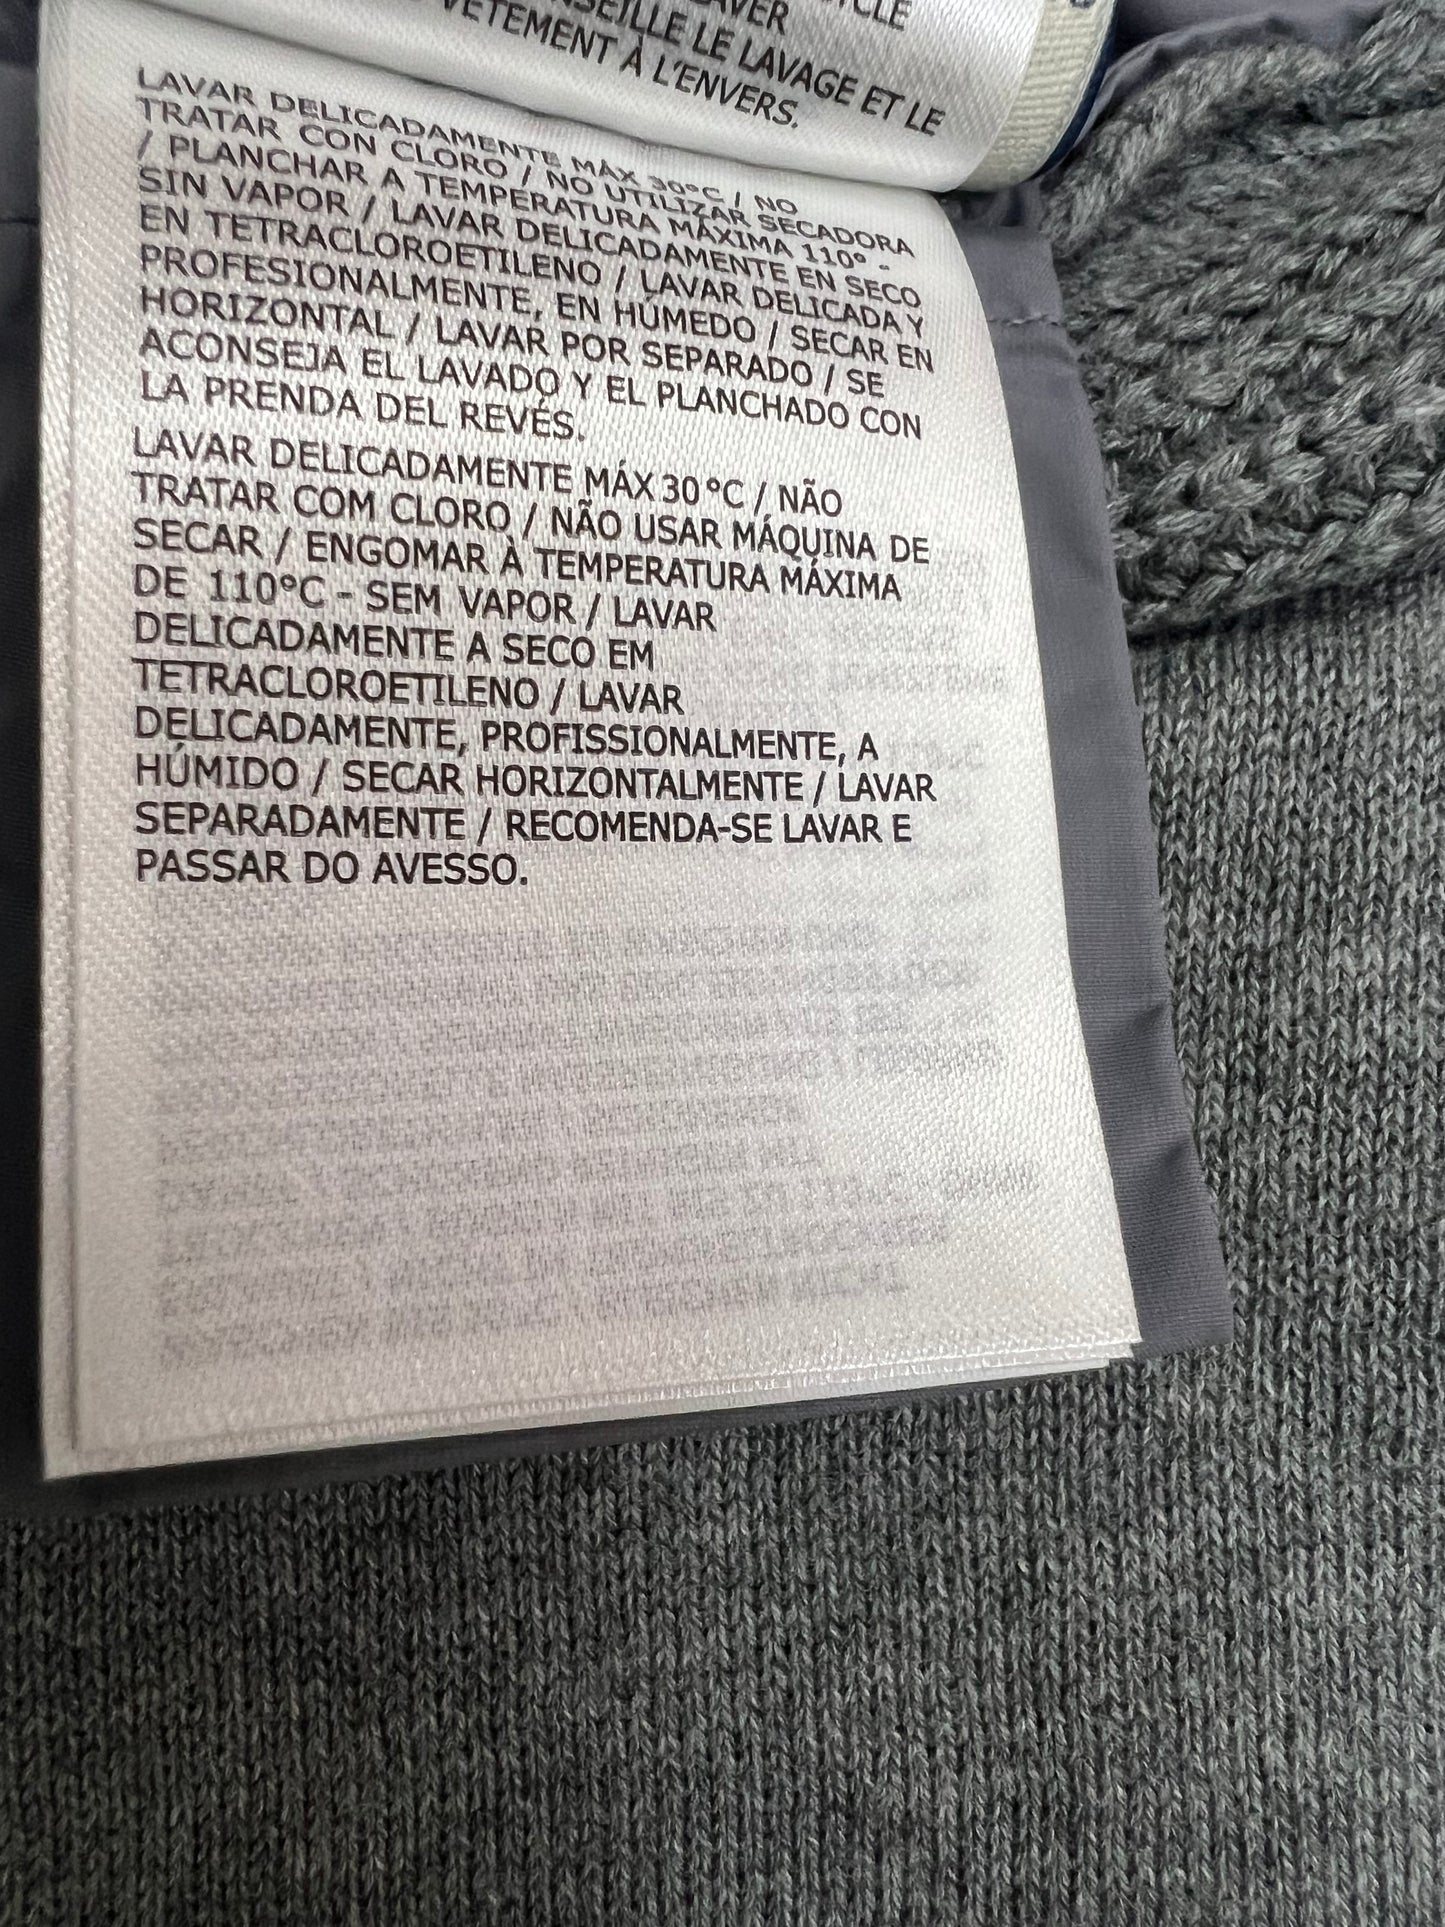 CLE
LE LAVAGE ET LE
VÊTEMENT À L'ENVERS.
LAVAR DELICADAMENTE MÁX 30°C / NO
TRATAR CON CLORO / NO UTILIZAR SECADORA
/ PLANCHAR A TEMPERATURA MÁXIMA 110° -
SIN VAPOR / LAVAR DELICADAMENTE EN SECO
EN TETRACLOROETILENO / LAVAR DELICADA Y
PROFESIONALMENTE, EN HÚMEDO / SECAR EN
HORIZONTAL / LAVAR POR SEPARADO / SE
ACONSEJA EL LAVADO Y EL PLANCHADO CON
LA PRENDA DEL REVÉS.
LAVAR DELICADAMENTE MÁX 30°C / NÃO
TRATAR COM CLORO / NÃO USAR MÁQUINA DE
SECAR / ENGOMAR À TEMPERATURA MÁXIMA
DE 110°C - SEM VAPOR / LAVAR
DELICADAMENTE A SECO EM
TETRACLOROETILENO / LAVAR
DELICADAMENTE, PROFISSIONALMENTE, A
HÚMIDO / SECAR HORIZONTALMENTE / LAVAR
SEPARADAMENTE / RECOMENDA-SE LAVAR E
PASSAR DO AVESSO.